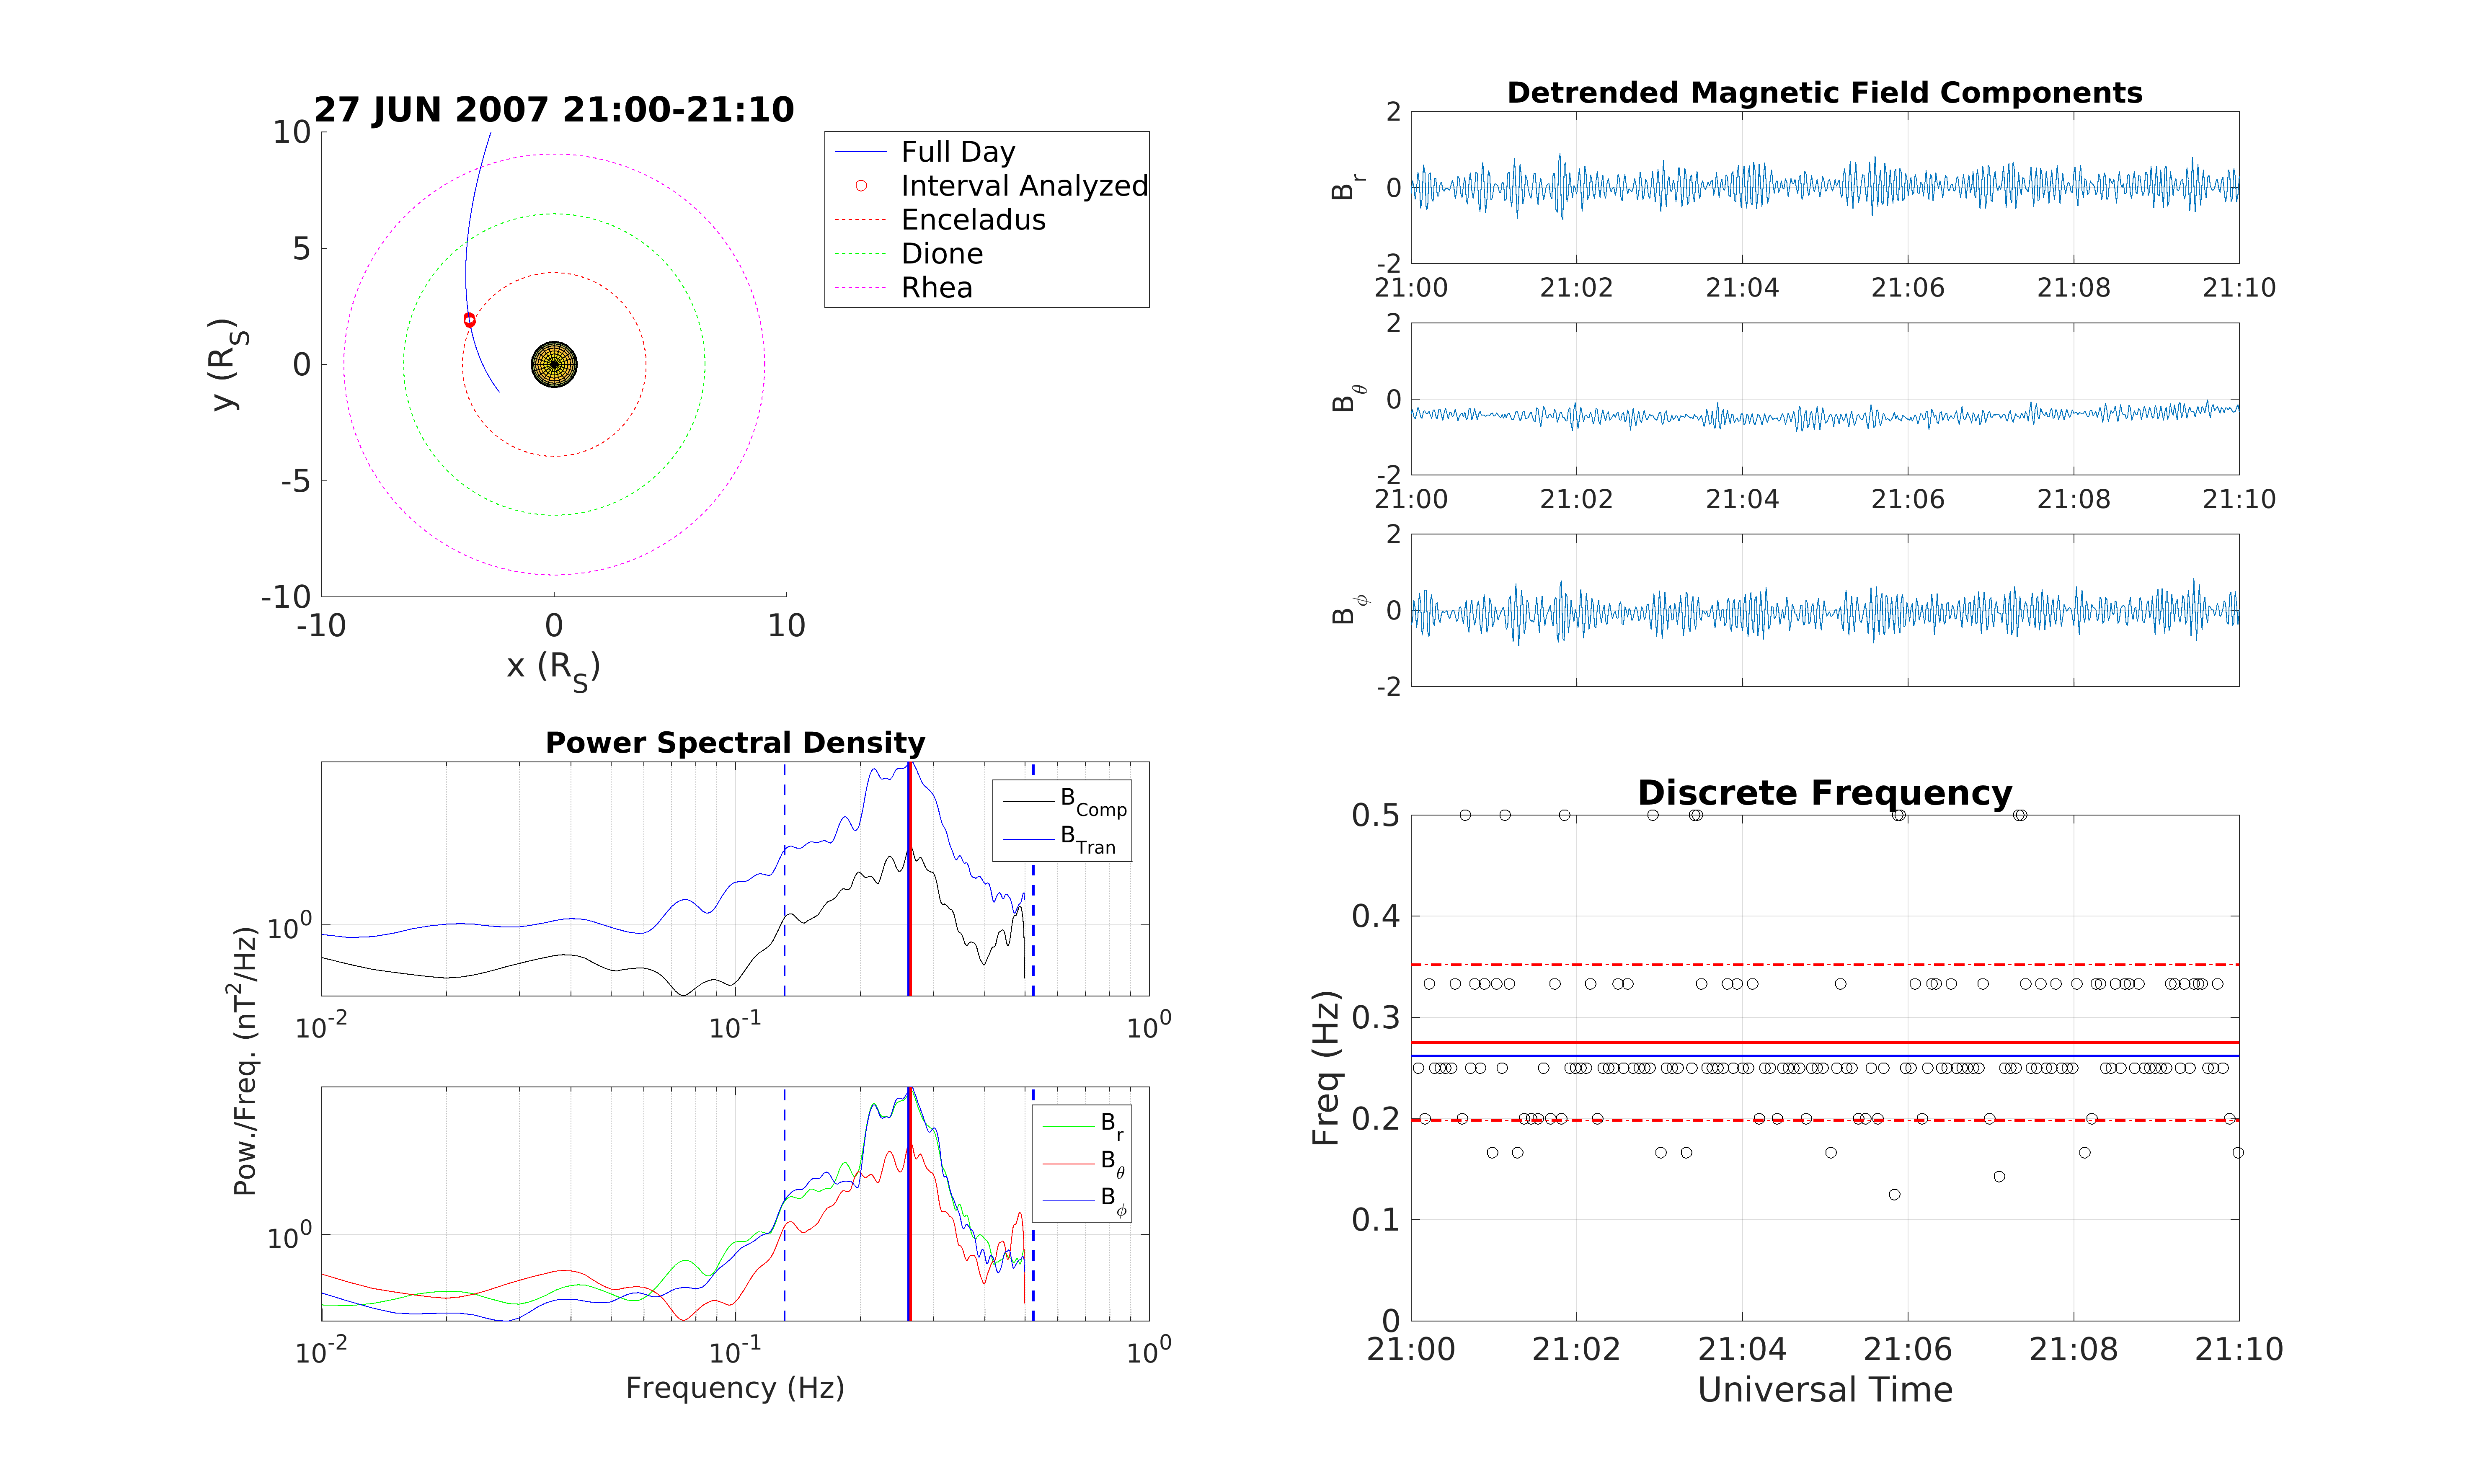 27 JUN 2007 21:00-21:10
10
5
0
-5
-10
-10 0 10
y (R_S)
x (R_S)
Full Day
Interval Analyzed
Enceladus
Dione
Rhea
Detrended Magnetic Field Components
2
0
-2
B_r
21:00 21:02 21:04 21:06 21:08 21:10
2
0
-2
B_θ
21:00 21:02 21:04 21:06 21:08 21:10
2
0
-2
B_ϕ
Power Spectral Density
10^0
B_Comp
B_Tran
10^-2 10^-1 10^0
Pow./Freq. (nT^2/Hz)
10^0
B_r
B_θ
B_ϕ
10^-2 10^-1 10^0
Frequency (Hz)
Discrete Frequency
0.5
0.4
0.3
0.2
0.1
0
Freq (Hz)
21:00 21:02 21:04 21:06 21:08 21:10
Universal Time